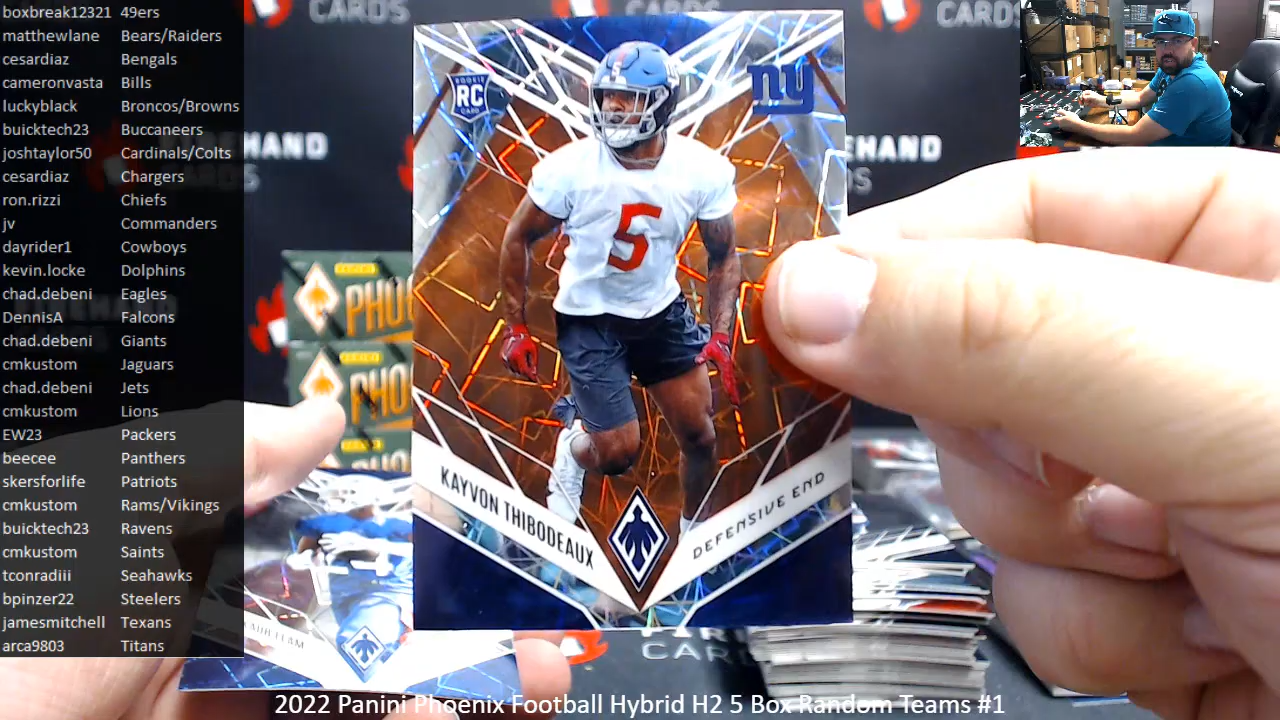 boxbreak12321 49ers
matthewlane Bears/Raiders
cesardiaz Bengals
cameronvasta Bills
luckyblack Broncos/Browns
buicktech23 Buccaneers
joshtaylor50 Cardinals/Colts
cesardiaz Chargers
ron.rizzi Chiefs
jv Commanders
dayrider1 Cowboys
kevin.locke Dolphins
chad.debeni Eagles
DennisA Falcons
chad.debeni Giants
cmkustom Jaguars
chad.debeni Jets
cmkustom Lions
EW23 Packers
beecee Panthers
skersforlife Patriots
cmkustom Rams/Vikings
buicktech23 Ravens
cmkustom Saints
tconradiii Seahawks
bpinzer22 Steelers
jamesmitchell Texans
arca9803 Titans
CARDS
CARDS
ROOKIE
RC
CARD
ny
5
5
KAYVON THIBODEAUX
DEFENSIVE END
2022 Panini Phoenix Football Hybrid H2 5 Box Random Teams #1